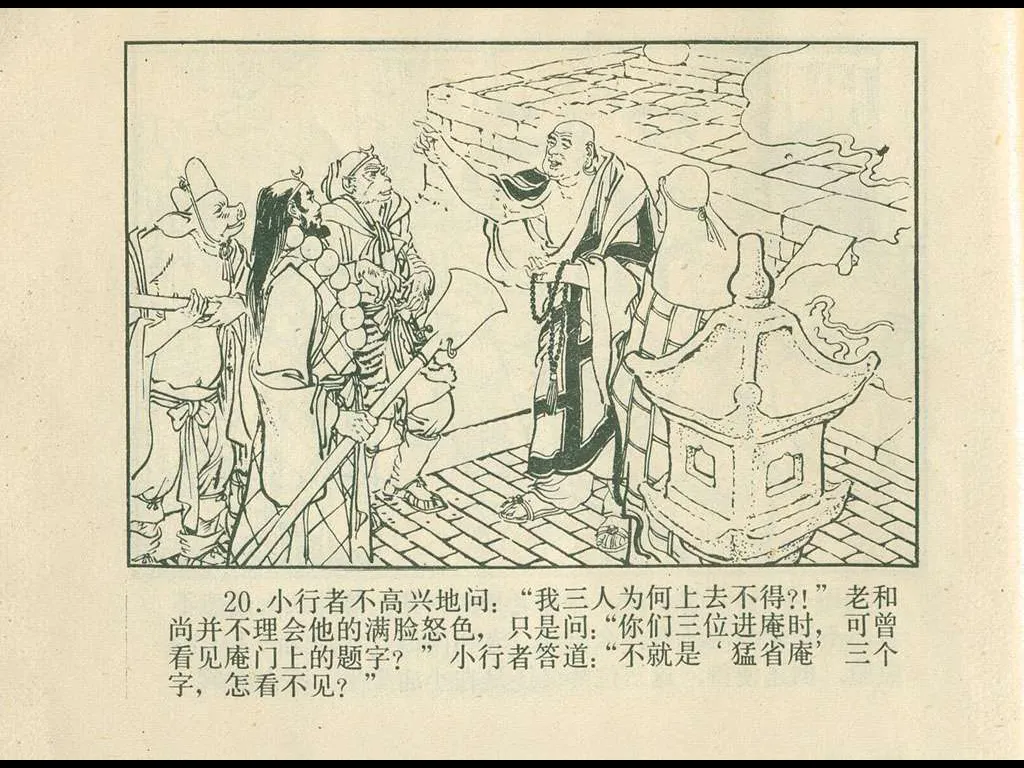 20.小行者不高兴地问：“我三人为何上去不得?!”老和
尚并不理会他的满脸怒色，只是问：“你们三位进庵时，可曾
看见庵门上的题字？”小行者答道：“不就是‘猛省庵’三个
字，怎看不见？”